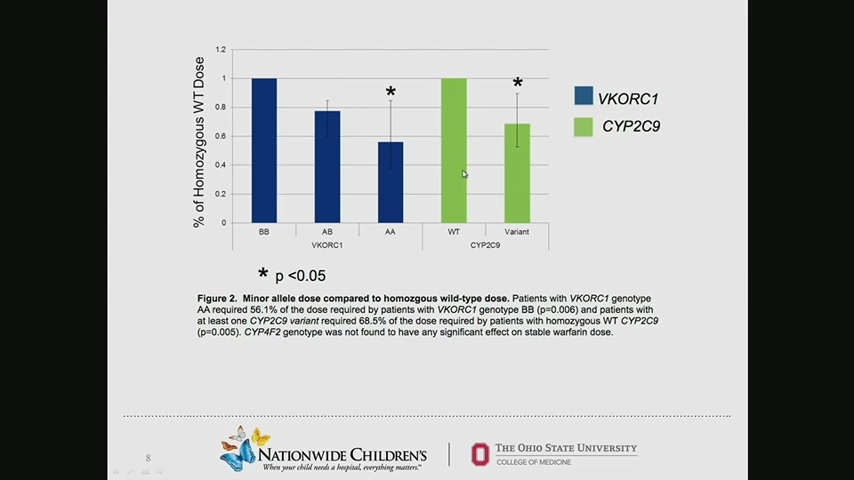 1.2
1
0.8
0.6
0.4
0.2
0
% of Homozygous WT Dose
*
*
BB
AB
AA
WT
Variant
VKORC1
CYP2C9
VKORC1
CYP2C9
* p <0.05
Figure 2. Minor allele dose compared to homozgous wild-type dose. Patients with VKORC1 genotype
AA required 56.1% of the dose required by patients with VKORC1 genotype BB (p=0.006) and patients with
at least one CYP2C9 variant required 68.5% of the dose required by patients with homozygous WT CYP2C9
(p=0.005). CYP4F2 genotype was not found to have any significant effect on stable warfarin dose.
8
NATIONWIDE CHILDREN'S
When your child needs a hospital, everything matters.℠
THE OHIO STATE UNIVERSITY
COLLEGE OF MEDICINE